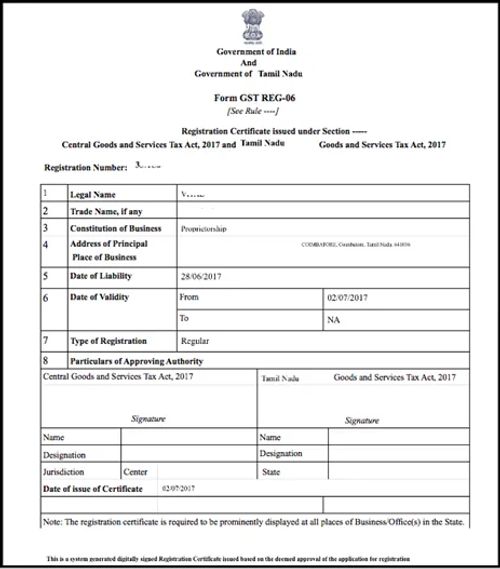 Government of India
And
Government of Tamil Nadu
Form GST REG-06
[See Rule ----]
Registration Certificate issued under Section -----
Central Goods and Services Tax Act, 2017 and Tamil Nadu Goods and Services Tax Act, 2017
Registration Number: 3
1 Legal Name V
2 Trade Name, if any
3 Constitution of Business Proprietorship
4 Address of Principal COIMBATORE, Coimbatore, Tamil Nadu, 641036
Place of Business
5 Date of Liability 28/06/2017
6 Date of Validity From 02/07/2017
To NA
7 Type of Registration Regular
8 Particulars of Approving Authority
Central Goods and Services Tax Act, 2017 Tamil Nadu Goods and Services Tax Act, 2017
Signature Signature
Name Name
Designation Designation
Jurisdiction Center State
Date of issue of Certificate 02/07/2017
Note: The registration certificate is required to be prominently displayed at all places of Business/Office(s) in the State.
This is a system generated digitally signed Registration Certificate issued based on the deemed approval of the application for registration